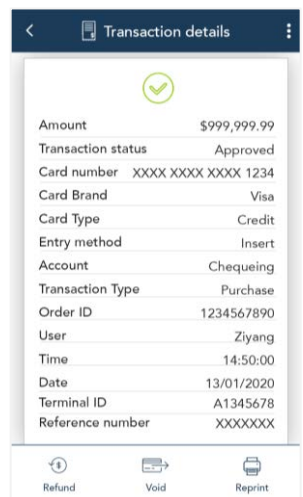 Transaction details
Amount $999,999.99
Transaction status Approved
Card number XXXX XXXX XXXX 1234
Card Brand Visa
Card Type Credit
Entry method Insert
Account Chequeing
Transaction Type Purchase
Order ID 1234567890
User Ziyang
Time 14:50:00
Date 13/01/2020
Terminal ID A1345678
Reference number XXXXXXX
Refund Void Reprint